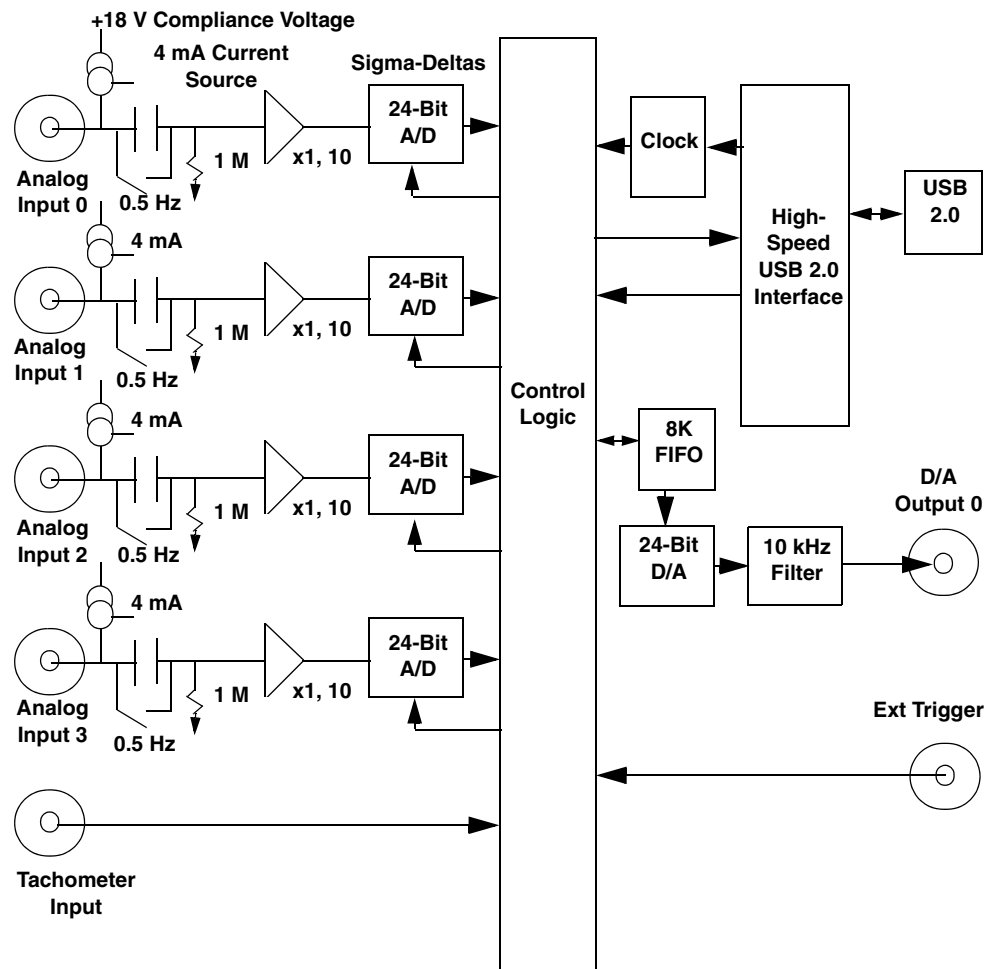 +18 V Compliance Voltage
4 mA Current
Source
Sigma-Deltas
24-Bit
A/D
Clock
USB
2.0
1 M
x1, 10
Analog
Input 0
0.5 Hz
High-
Speed
USB 2.0
Interface
4 mA
24-Bit
A/D
1 M
x1, 10
Analog
Input 1
0.5 Hz
Control
Logic
4 mA
8K
FIFO
24-Bit
A/D
D/A
Output 0
1 M
x1, 10
Analog
Input 2
0.5 Hz
24-Bit
D/A
10 kHz
Filter
4 mA
24-Bit
A/D
1 M
x1, 10
Analog
Input 3
0.5 Hz
Ext Trigger
Tachometer
Input